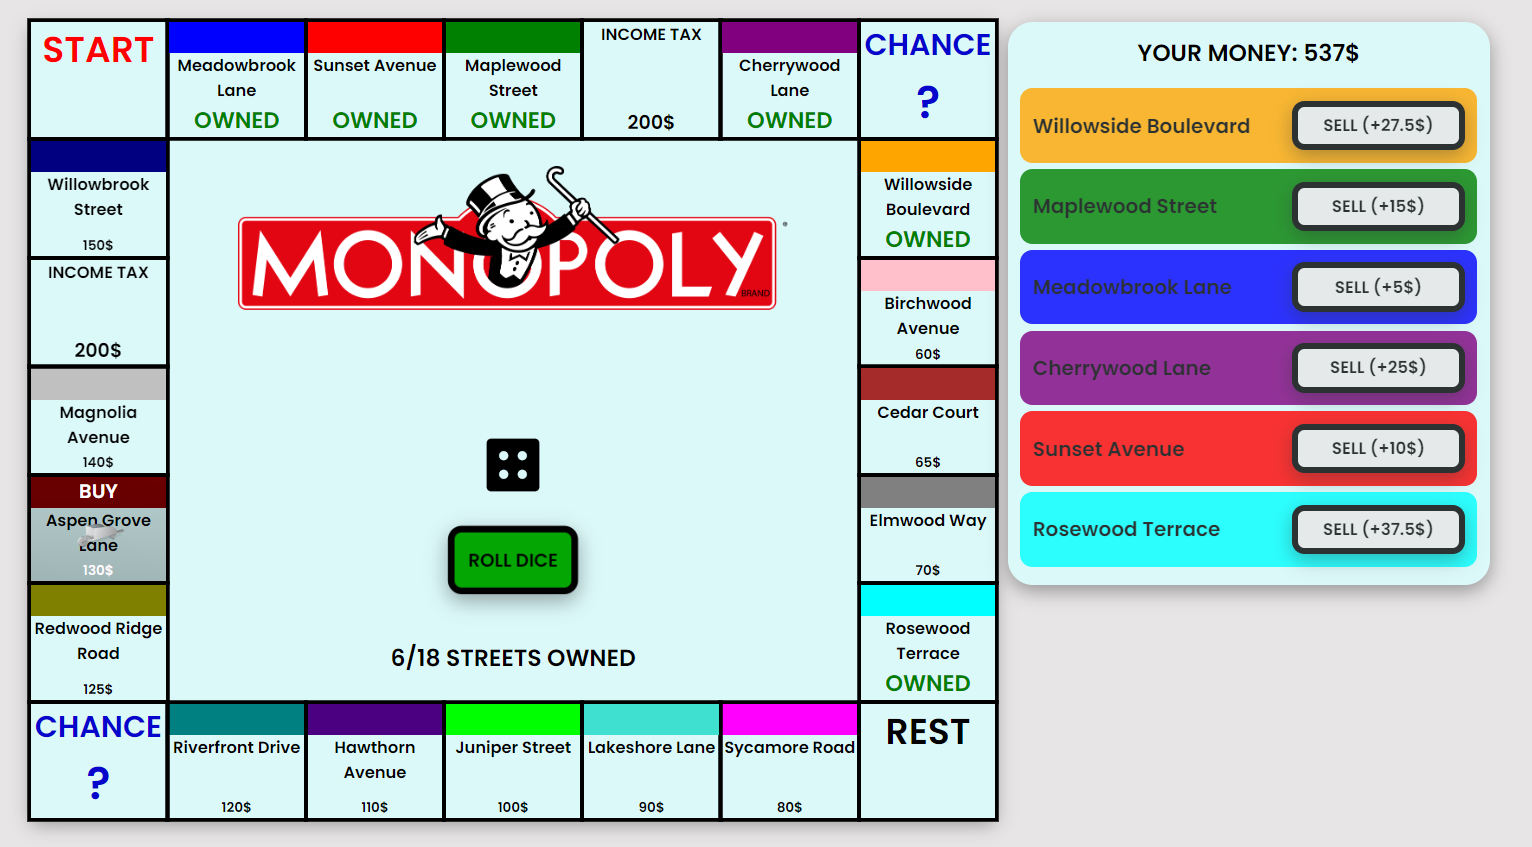 START
Meadowbrook
Lane
OWNED
Sunset Avenue
OWNED
Maplewood
Street
OWNED
INCOME TAX
200$
Cherrywood
Lane
OWNED
CHANCE
?
Willowbrook
Street
150$
INCOME TAX
200$
Magnolia
Avenue
140$
BUY
Aspen Grove
Lane
130$
Redwood Ridge
Road
125$
MONOPOLY
BRAND
ROLL DICE
6/18 STREETS OWNED
Willowside
Boulevard
OWNED
Birchwood
Avenue
60$
Cedar Court
65$
Elmwood Way
70$
Rosewood
Terrace
OWNED
CHANCE
?
Riverfront Drive
120$
Hawthorn
Avenue
110$
Juniper Street
100$
Lakeshore Lane
90$
Sycamore Road
80$
REST
YOUR MONEY: 537$
Willowside Boulevard
SELL (+27.5$)
Maplewood Street
SELL (+15$)
Meadowbrook Lane
SELL (+5$)
Cherrywood Lane
SELL (+25$)
Sunset Avenue
SELL (+10$)
Rosewood Terrace
SELL (+37.5$)